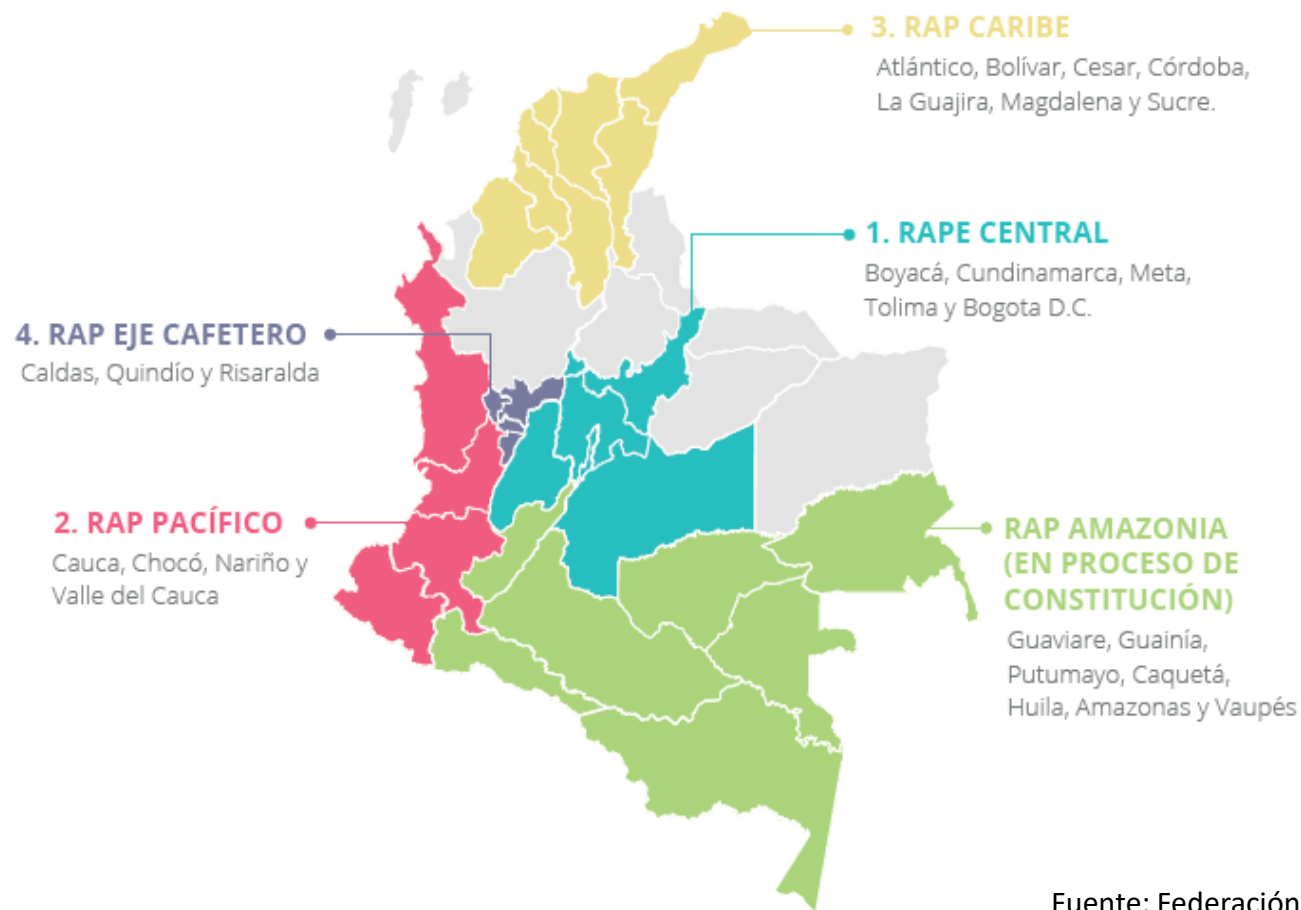 3. RAP CARIBE
Atlántico, Bolívar, Cesar, Córdoba,
La Guajira, Magdalena y Sucre.
1. RAPE CENTRAL
Boyacá, Cundinamarca, Meta,
Tolima y Bogota D.C.
4. RAP EJE CAFETERO
Caldas, Quindío y Risaralda
2. RAP PACÍFICO
Cauca, Chocó, Nariño y
Valle del Cauca
RAP AMAZONIA
(EN PROCESO DE
CONSTITUCIÓN)
Guaviare, Guainía,
Putumayo, Caquetá,
Huila, Amazonas y Vaupés
Fuente: Federación